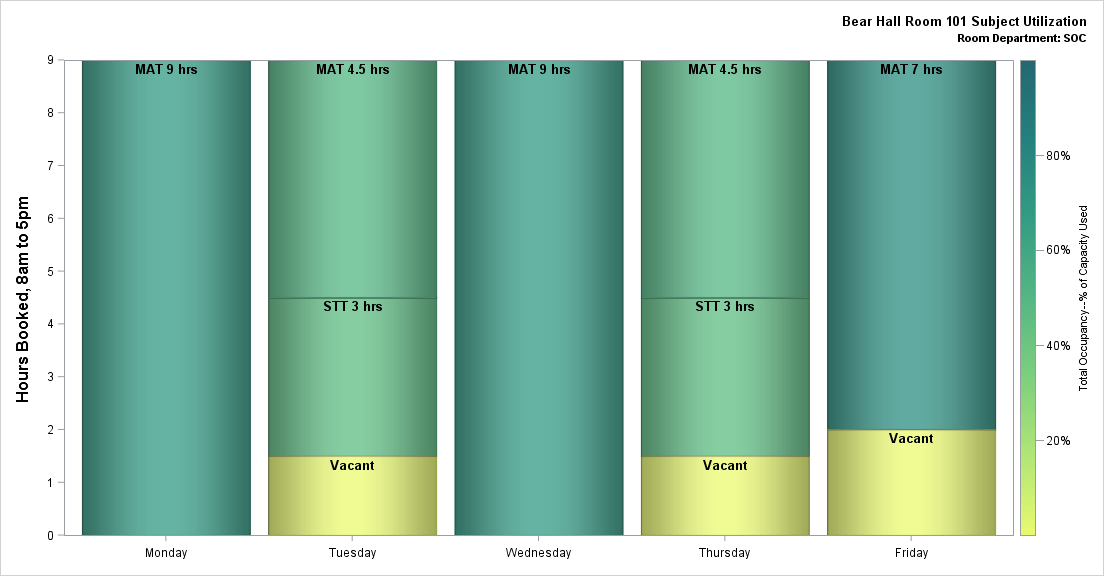 Bear Hall Room 101 Subject Utilization
Room Department: SOC
Hours Booked, 8am to 5pm
9
8
7
6
5
4
3
2
1
0
MAT 9 hrs
MAT 4.5 hrs
STT 3 hrs
Vacant
MAT 9 hrs
MAT 4.5 hrs
STT 3 hrs
Vacant
MAT 7 hrs
Vacant
Monday
Tuesday
Wednesday
Thursday
Friday
80%
60%
40%
20%
Total Occupancy--% of Capacity Used